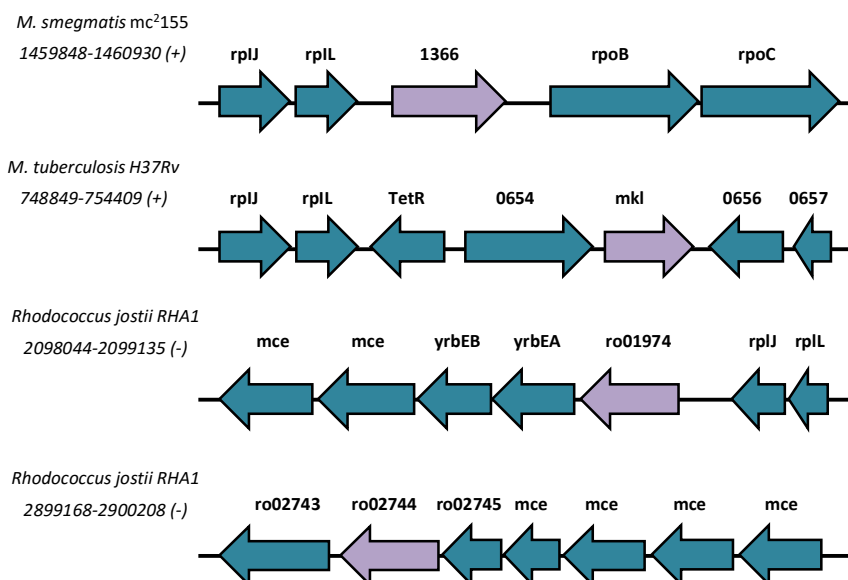 M. smegmatis mc²155
1459848-1460930 (+)
rplJ rplL 1366 rpoB rpoC
M. tuberculosis H37Rv
748849-754409 (+)
rplJ rplL TetR 0654 mkl 0656 0657
Rhodococcus jostii RHA1
2098044-2099135 (-)
mce mce yrbEB yrbEA ro01974 rplJ rplL
Rhodococcus jostii RHA1
2899168-2900208 (-)
ro02743 ro02744 ro02745 mce mce mce mce